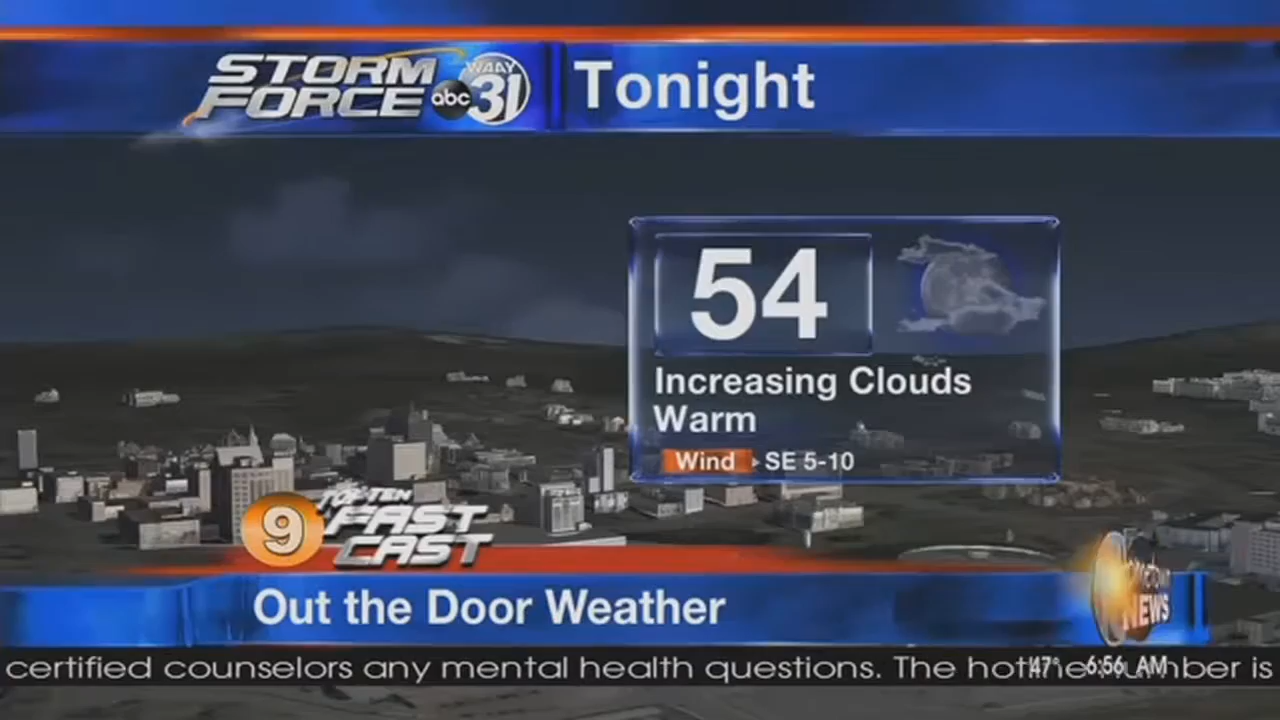 STORM
FORCE
abc
WAAY
31
Tonight
54
Increasing Clouds
Warm
Wind SE 5-10
9
TOP TEN
FAST
CAST
NEWS
Out the Door Weather
certified counselors any mental health questions. The hotline number is
47° 6:56 AM